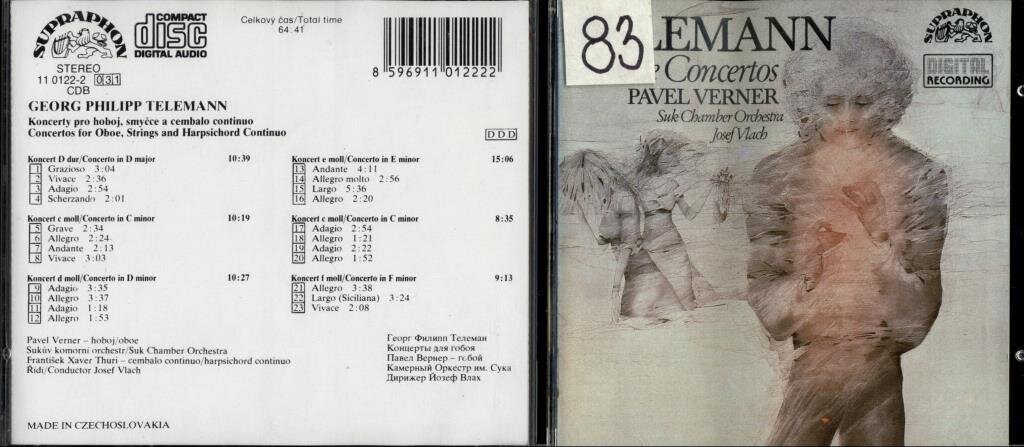 SUPRAPHON
COMPACT
disc
DIGITAL AUDIO
Celkový čas/Total time
64:41
STEREO
11 0122-2 031
CDB
8 596911 012222
GEORG PHILIPP TELEMANN
Koncerty pro hoboj, smyčce a cembalo continuo
Concertos for Oboe, Strings and Harpsichord Continuo
DDD
Koncert D dur/Concerto in D major 10:39
1 Grazioso 3:04
2 Vivace 2:36
3 Adagio 2:54
4 Scherzando 2:01
Koncert c moll/Concerto in C minor 10:19
5 Grave 2:34
6 Allegro 2:24
7 Andante 2:13
8 Vivace 3:03
Koncert d moll/Concerto in D minor 10:27
9 Adagio 3:35
10 Allegro 3:37
11 Adagio 1:18
12 Allegro 1:53
Koncert e moll/Concerto in E minor 15:06
13 Andante 4:11
14 Allegro molto 2:56
15 Largo 5:36
16 Allegro 2:20
Koncert c moll/Concerto in C minor 8:35
17 Adagio 2:54
18 Allegro 1:21
19 Adagio 2:22
20 Allegro 1:52
Koncert f moll/Concerto in F minor 9:13
21 Allegro 3:38
22 Largo (Siciliana) 3:24
23 Vivace 2:08
Pavel Verner – hoboj/oboe
Sukův komorní orchestr/Suk Chamber Orchestra
František Xaver Thuri – cembalo continuo/harpsichord continuo
Řídí/Conductor Josef Vlach
Георг Филипп Телеман
Концерты для гобоя
Павел Вернер – гобой
Камерный Оркестр им. Сука
Дирижер Йозеф Влах
MADE IN CZECHOSLOVAKIA
83
LEMANN
Concertos
PAVEL VERNER
Suk Chamber Orchestra
Josef Vlach
SUPRAPHON
DIGITAL
RECORDING